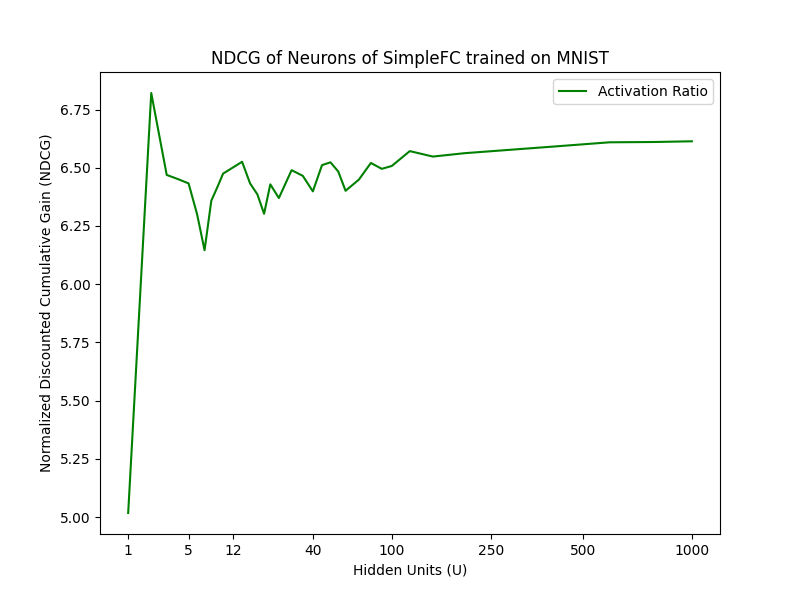 NDCG of Neurons of SimpleFC trained on MNIST
Activation Ratio
Normalized Discounted Cumulative Gain (NDCG)
6.75
6.50
6.25
6.00
5.75
5.50
5.25
5.00
1 5 12 40 100 250 500 1000
Hidden Units (U)